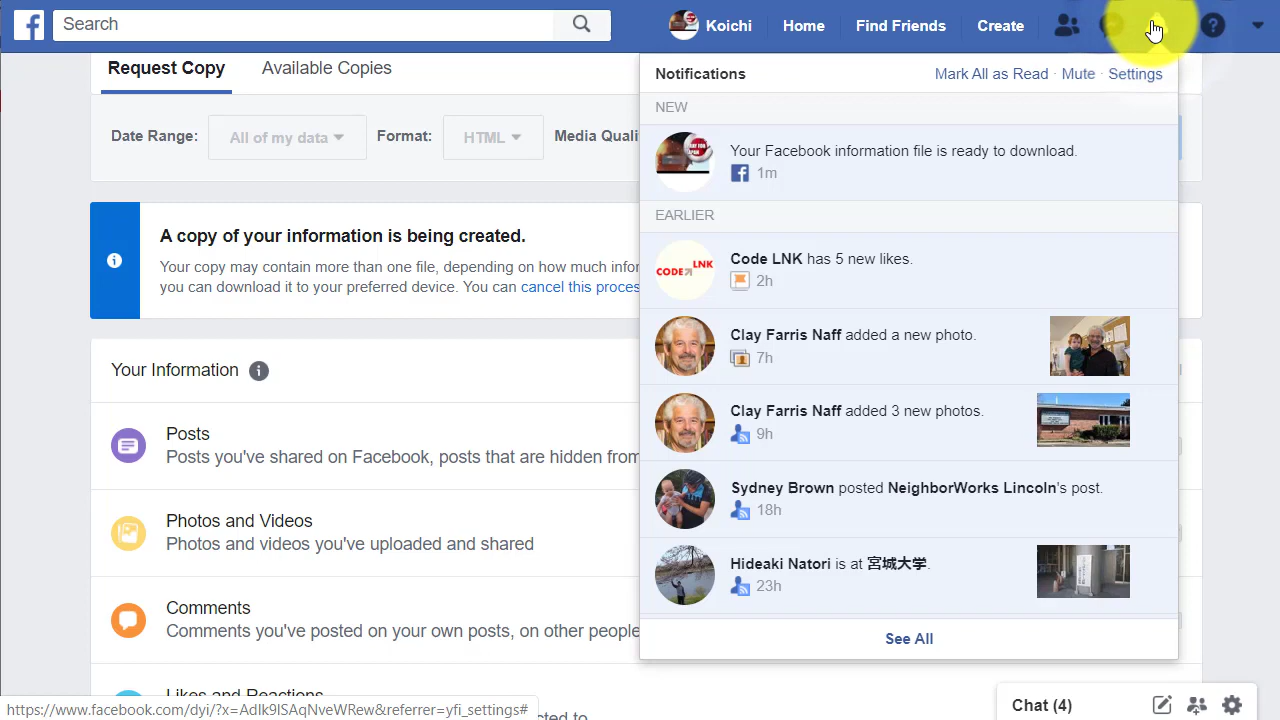 Search
Koichi
Home
Find Friends
Create
Request Copy
Available Copies
Date Range:
All of my data
Format:
HTML
Media Quali
A copy of your information is being created.
Your copy may contain more than one file, depending on how much infor
you can download it to your preferred device. You can cancel this proces
Your Information
Posts
Posts you've shared on Facebook, posts that are hidden from
Photos and Videos
Photos and videos you've uploaded and shared
Comments
Comments you've posted on your own posts, on other people
Likes and Reactions
cted to
Notifications
Mark All as Read · Mute · Settings
NEW
Your Facebook information file is ready to download.
1m
EARLIER
CODE LNK
Code LNK has 5 new likes.
2h
Clay Farris Naff added a new photo.
7h
Clay Farris Naff added 3 new photos.
9h
Sydney Brown posted NeighborWorks Lincoln's post.
18h
Hideaki Natori is at 宮城大学.
23h
See All
https://www.facebook.com/dyi/?x=AdIk9ISAqNveWRew&referrer=yfi_settings#
Chat (4)